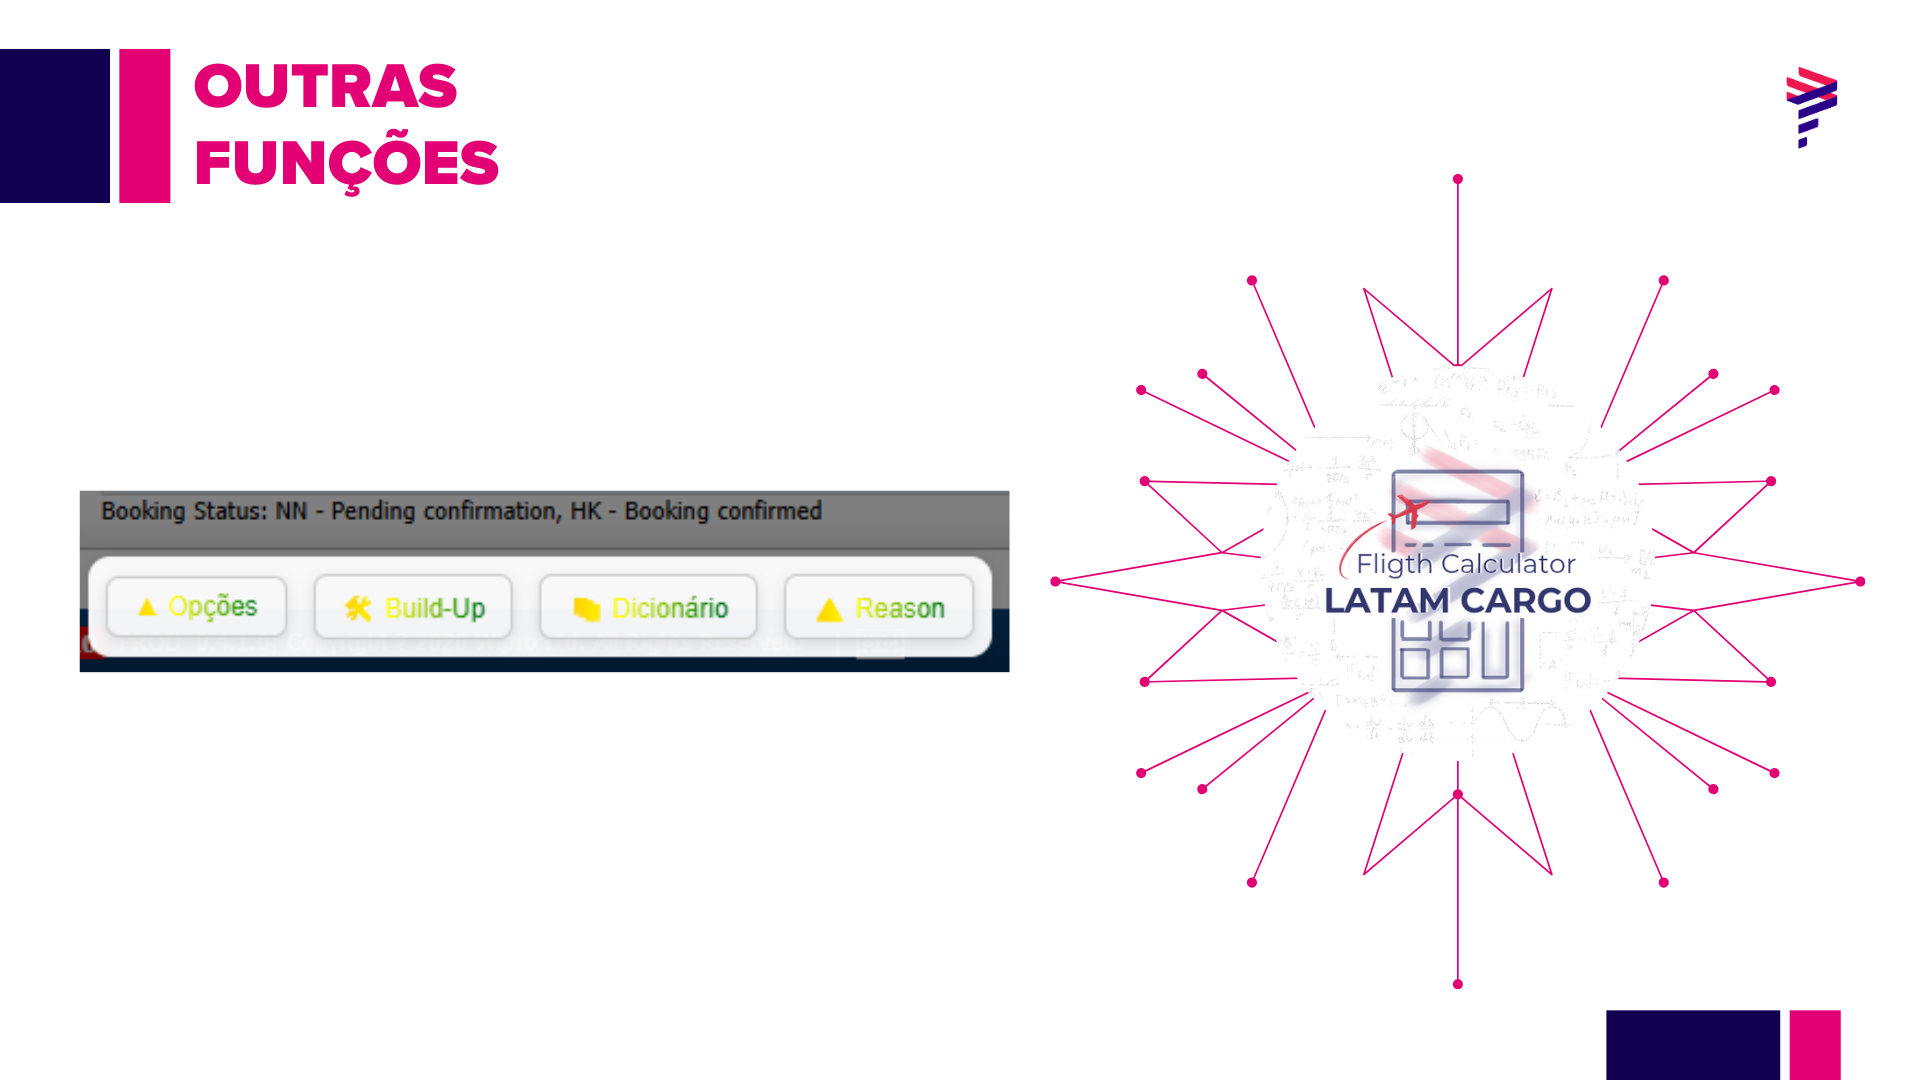 OUTRAS
FUNÇÕES
Booking Status: NN - Pending confirmation, HK - Booking confirmed
Opções Build-Up Dicionário Reason
Fligth Calculator
LATAM CARGO